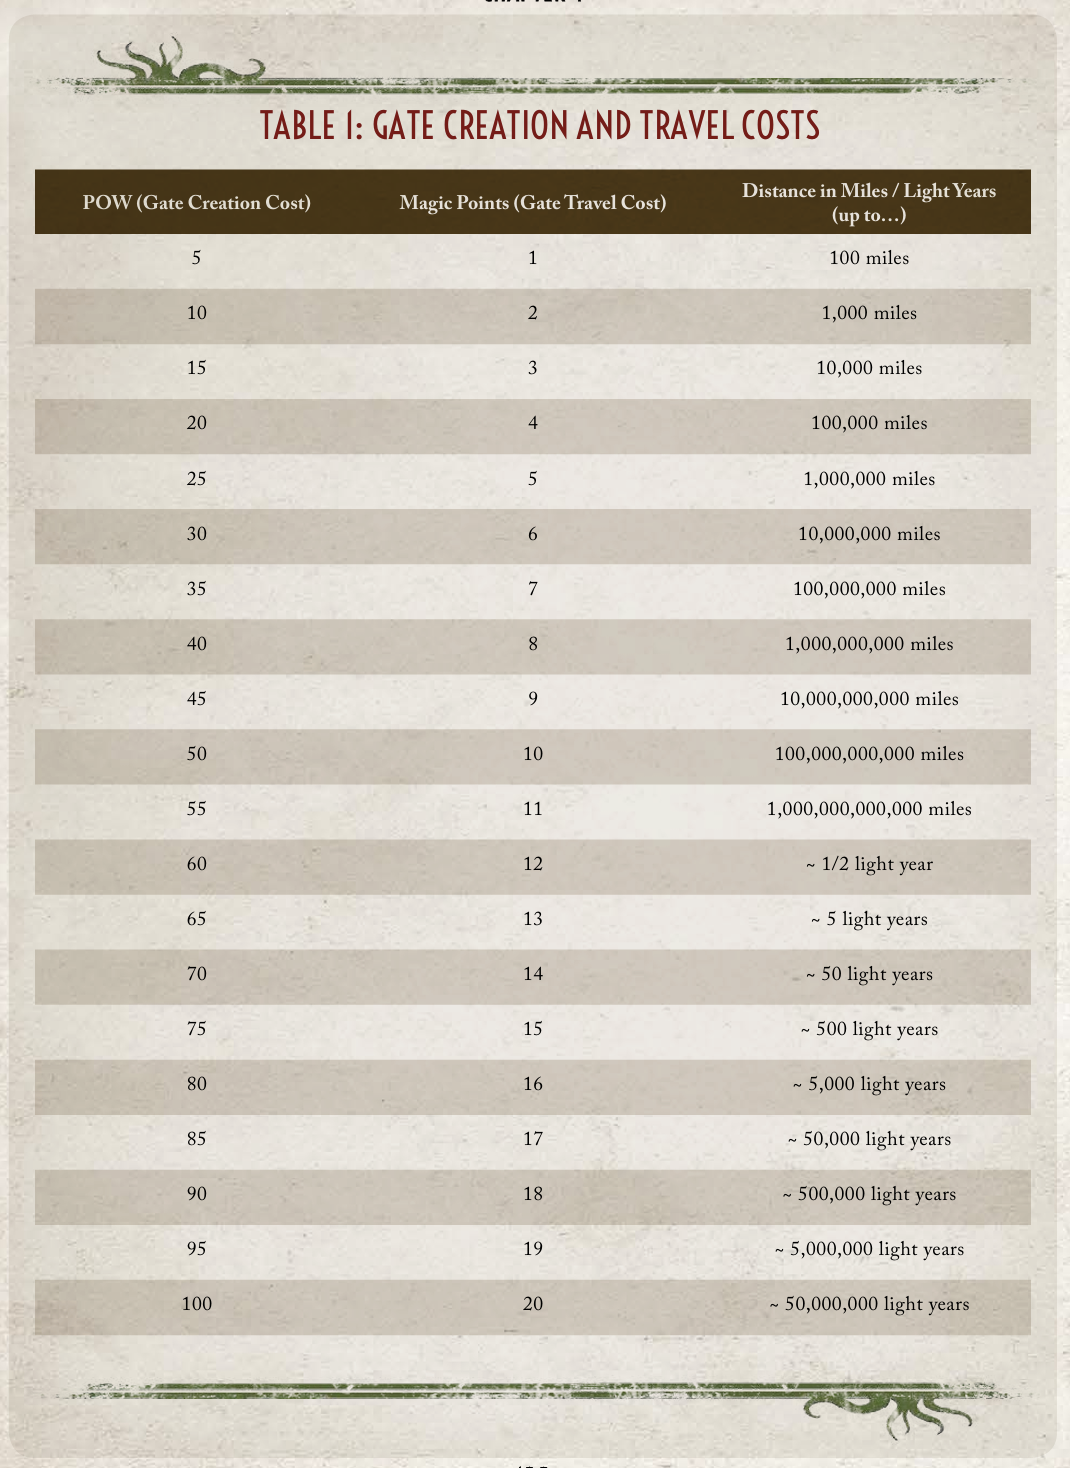 TABLE 1: GATE CREATION AND TRAVEL COSTS
POW (Gate Creation Cost) Magic Points (Gate Travel Cost) Distance in Miles / Light Years
(up to…)
5 1 100 miles
10 2 1,000 miles
15 3 10,000 miles
20 4 100,000 miles
25 5 1,000,000 miles
30 6 10,000,000 miles
35 7 100,000,000 miles
40 8 1,000,000,000 miles
45 9 10,000,000,000 miles
50 10 100,000,000,000 miles
55 11 1,000,000,000,000 miles
60 12 ~ 1/2 light year
65 13 ~ 5 light years
70 14 ~ 50 light years
75 15 ~ 500 light years
80 16 ~ 5,000 light years
85 17 ~ 50,000 light years
90 18 ~ 500,000 light years
95 19 ~ 5,000,000 light years
100 20 ~ 50,000,000 light years